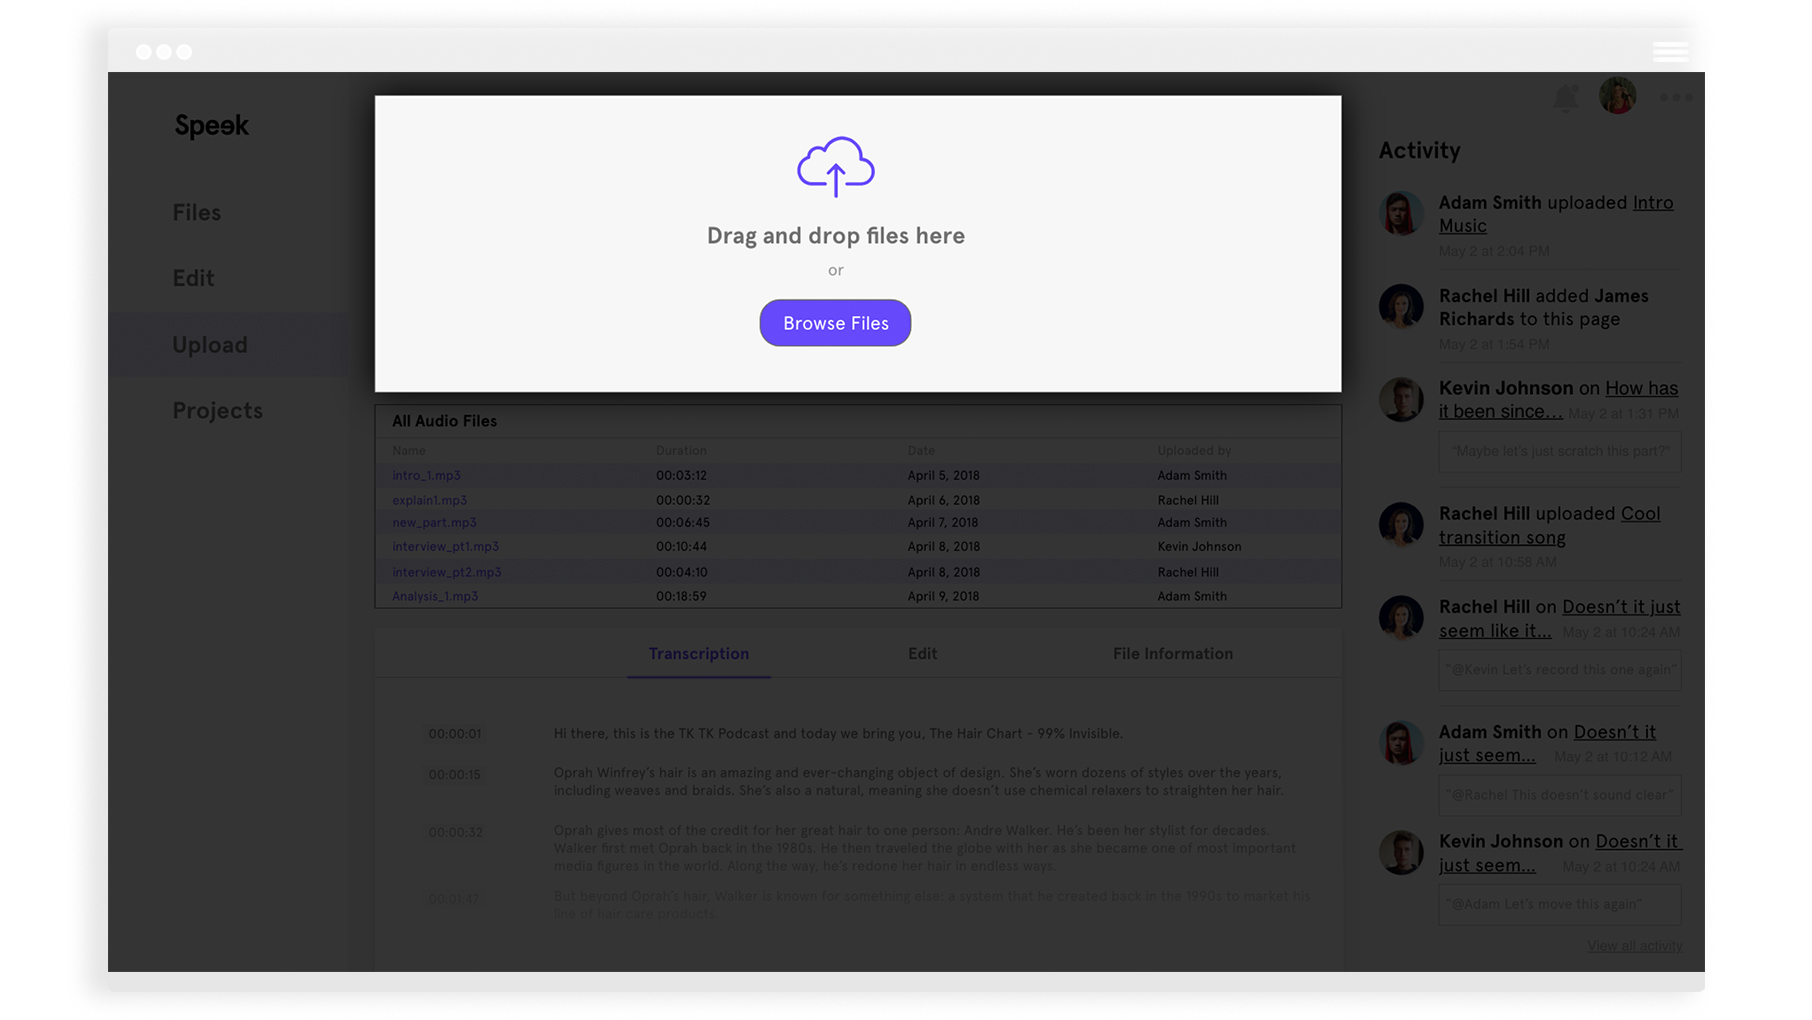 Speek
Files
Edit
Upload
Projects
Drag and drop files here
or
Browse Files
All Audio Files
Name Duration Date Uploaded by
intro_1.mp3 00:03:12 April 5, 2018 Adam Smith
explain1.mp3 00:00:32 April 6, 2018 Rachel Hill
new_part.mp3 00:06:45 April 7, 2018 Adam Smith
interview_pt1.mp3 00:10:44 April 8, 2018 Kevin Johnson
interview_pt2.mp3 00:04:10 April 8, 2018 Rachel Hill
Analysis_1.mp3 00:18:59 April 9, 2018 Adam Smith
Transcription Edit File Information
00:00:01 Hi there, this is the TK TK Podcast and today we bring you, The Hair Chart - 99% Invisible.
00:00:15 Oprah Winfrey's hair is an amazing and ever-changing object of design. She's worn dozens of styles over the years,
including weaves and braids. She's also a natural, meaning she doesn't use chemical relaxers to straighten her hair.
00:00:32 Oprah gives most of the credit for her great hair to one person: Andre Walker. He's been her stylist for decades.
Walker first met Oprah back in the 1980s. He then traveled the globe with her as she became one of most important
media figures in the world. Along the way, he's redone her hair in endless ways.
00:01:47 But beyond Oprah's hair, Walker is known for something else: a system that he created back in the 1990s to market his
line of hair care products.
Activity
Adam Smith uploaded Intro
Music
May 2 at 2:04 PM
Rachel Hill added James
Richards to this page
May 2 at 1:54 PM
Kevin Johnson on How has
it been since... May 2 at 1:31 PM
"Maybe let's just scratch this part?"
Rachel Hill uploaded Cool
transition song
May 2 at 10:58 AM
Rachel Hill on Doesn't it just
seem like it... May 2 at 10:24 AM
"@Kevin Let's record this one again"
Adam Smith on Doesn't it
just seem... May 2 at 10:12 AM
"@Rachel This doesn't sound clear"
Kevin Johnson on Doesn't it
just seem... May 2 at 10:24 AM
"@Adam Let's move this again"
View all activity